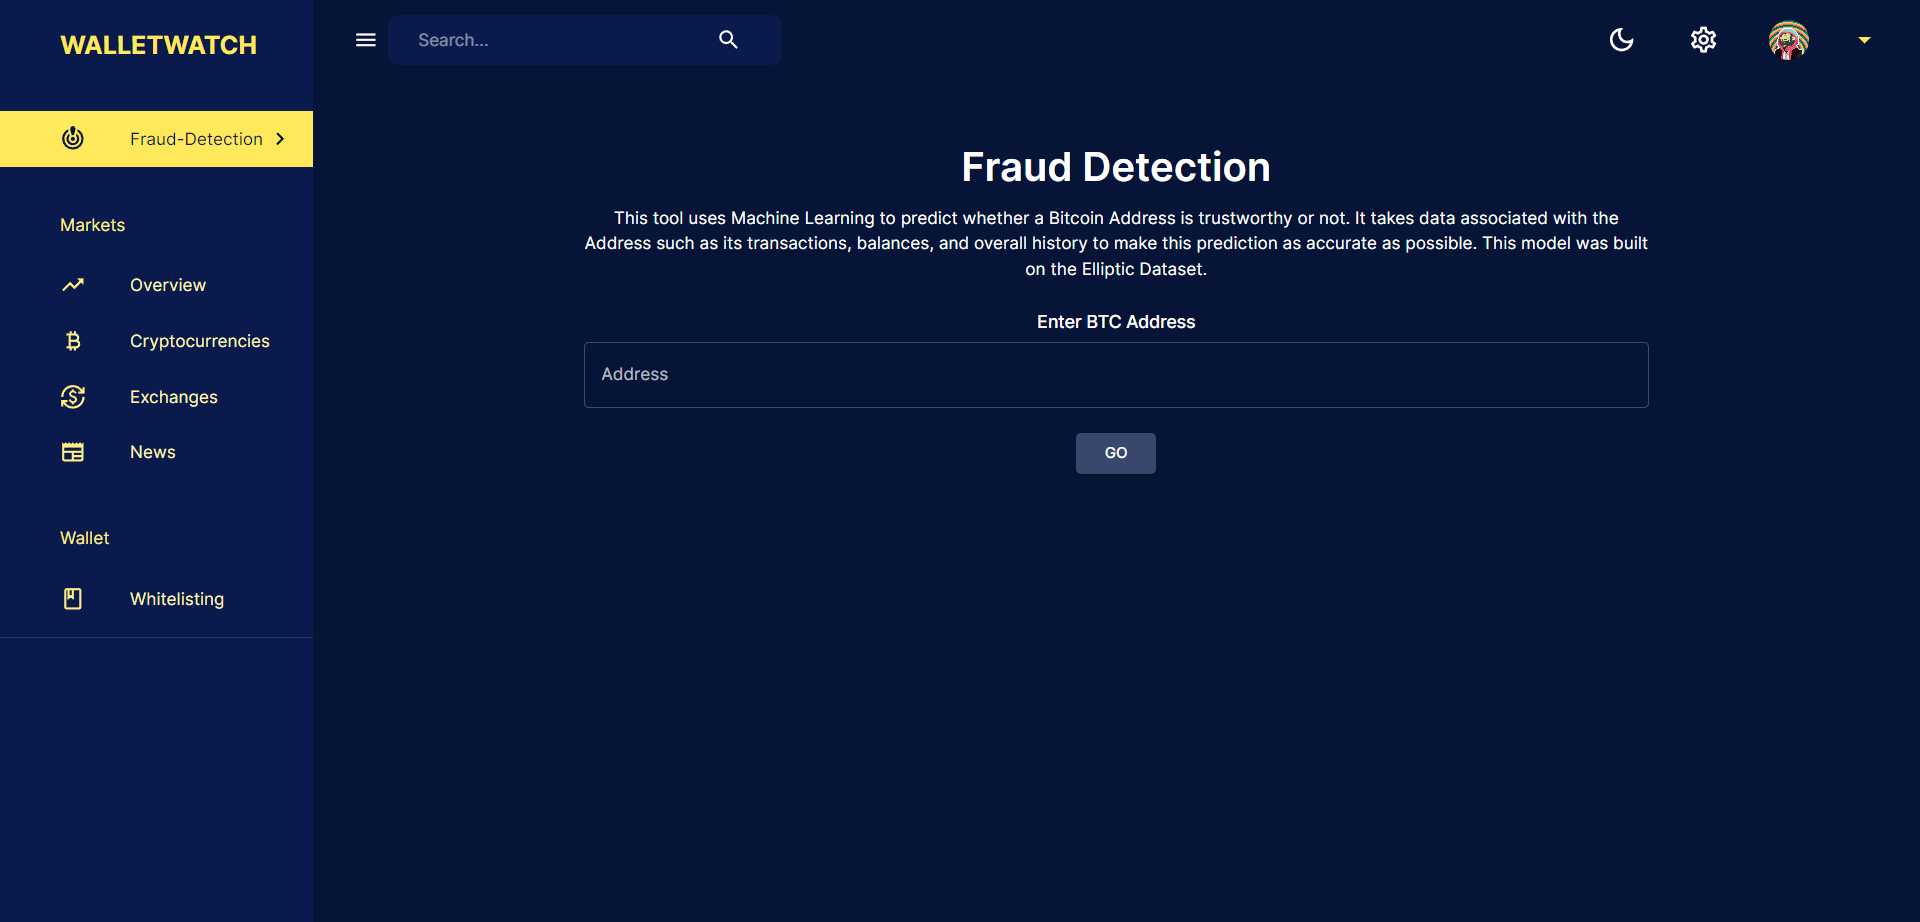 WALLETWATCH
Search...
Fraud-Detection
Markets
Overview
Cryptocurrencies
Exchanges
News
Wallet
Whitelisting
Fraud Detection
This tool uses Machine Learning to predict whether a Bitcoin Address is trustworthy or not. It takes data associated with the
Address such as its transactions, balances, and overall history to make this prediction as accurate as possible. This model was built
on the Elliptic Dataset.
Enter BTC Address
Address
GO